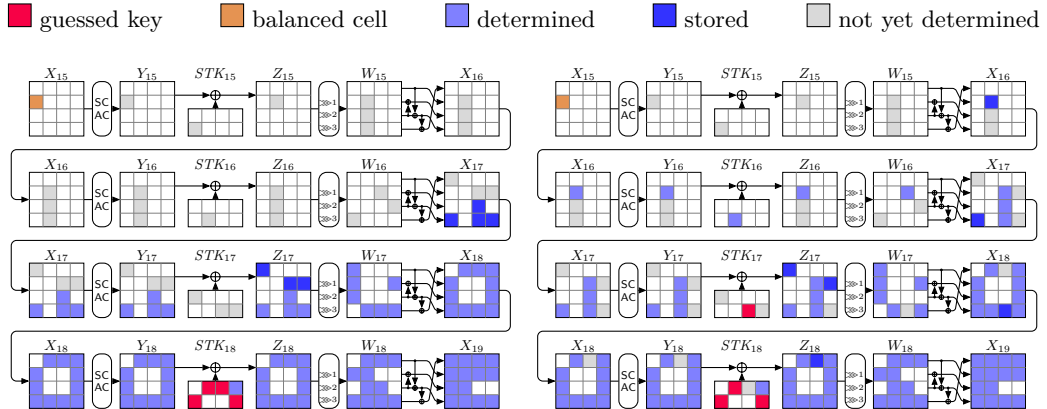 guessed key balanced cell determined stored not yet determined
X15 Y15 STK15 Z15 W15 X16 X15 Y15 STK15 Z15 W15 X16
SC AC ⋙1 ⋙2 ⋙3 SC AC ⋙1 ⋙2 ⋙3
X16 Y16 STK16 Z16 W16 X17 X16 Y16 STK16 Z16 W16 X17
SC AC ⋙1 ⋙2 ⋙3 SC AC ⋙1 ⋙2 ⋙3
X17 Y17 STK17 Z17 W17 X18 X17 Y17 STK17 Z17 W17 X18
SC AC ⋙1 ⋙2 ⋙3 SC AC ⋙1 ⋙2 ⋙3
X18 Y18 STK18 Z18 W18 X19 X18 Y18 STK18 Z18 W18 X19
SC AC ⋙1 ⋙2 ⋙3 SC AC ⋙1 ⋙2 ⋙3